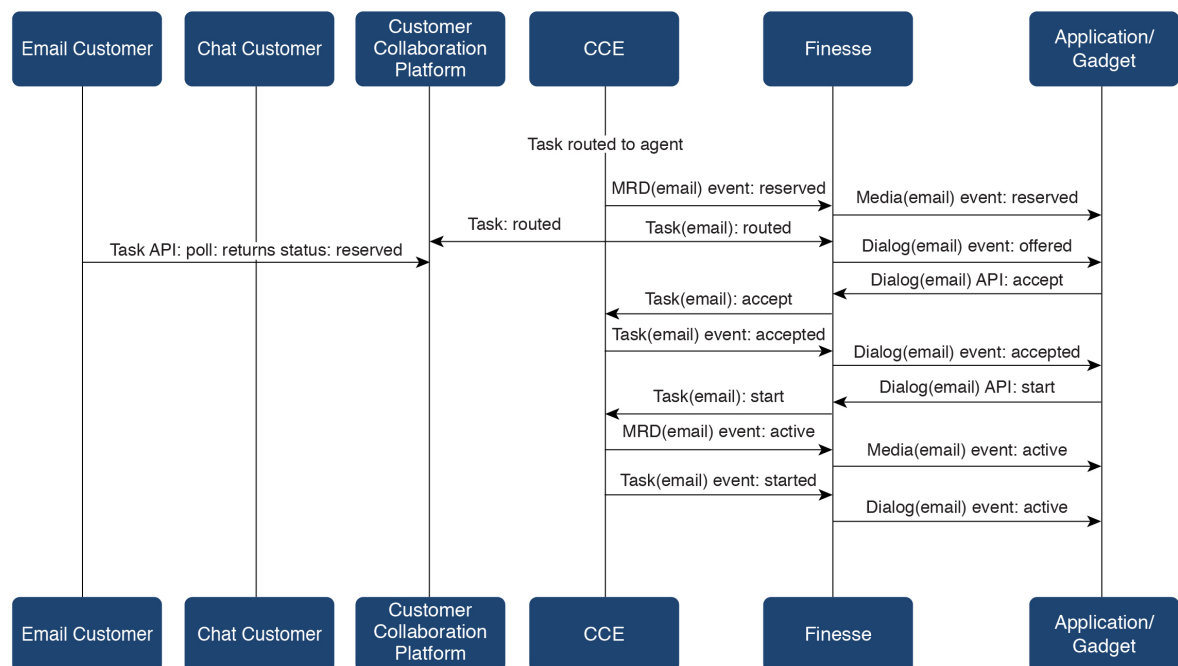 Email Customer
Chat Customer
Customer
Collaboration
Platform
CCE
Finesse
Application/
Gadget
Task routed to agent
MRD(email) event: reserved
Media(email) event: reserved
Task: routed
Task(email): routed
Task API: poll: returns status: reserved
Dialog(email) event: offered
Dialog(email) API: accept
Task(email): accept
Task(email) event: accepted
Dialog(email) event: accepted
Dialog(email) API: start
Task(email): start
MRD(email) event: active
Media(email) event: active
Task(email) event: started
Dialog(email) event: active
Email Customer
Chat Customer
Customer
Collaboration
Platform
CCE
Finesse
Application/
Gadget